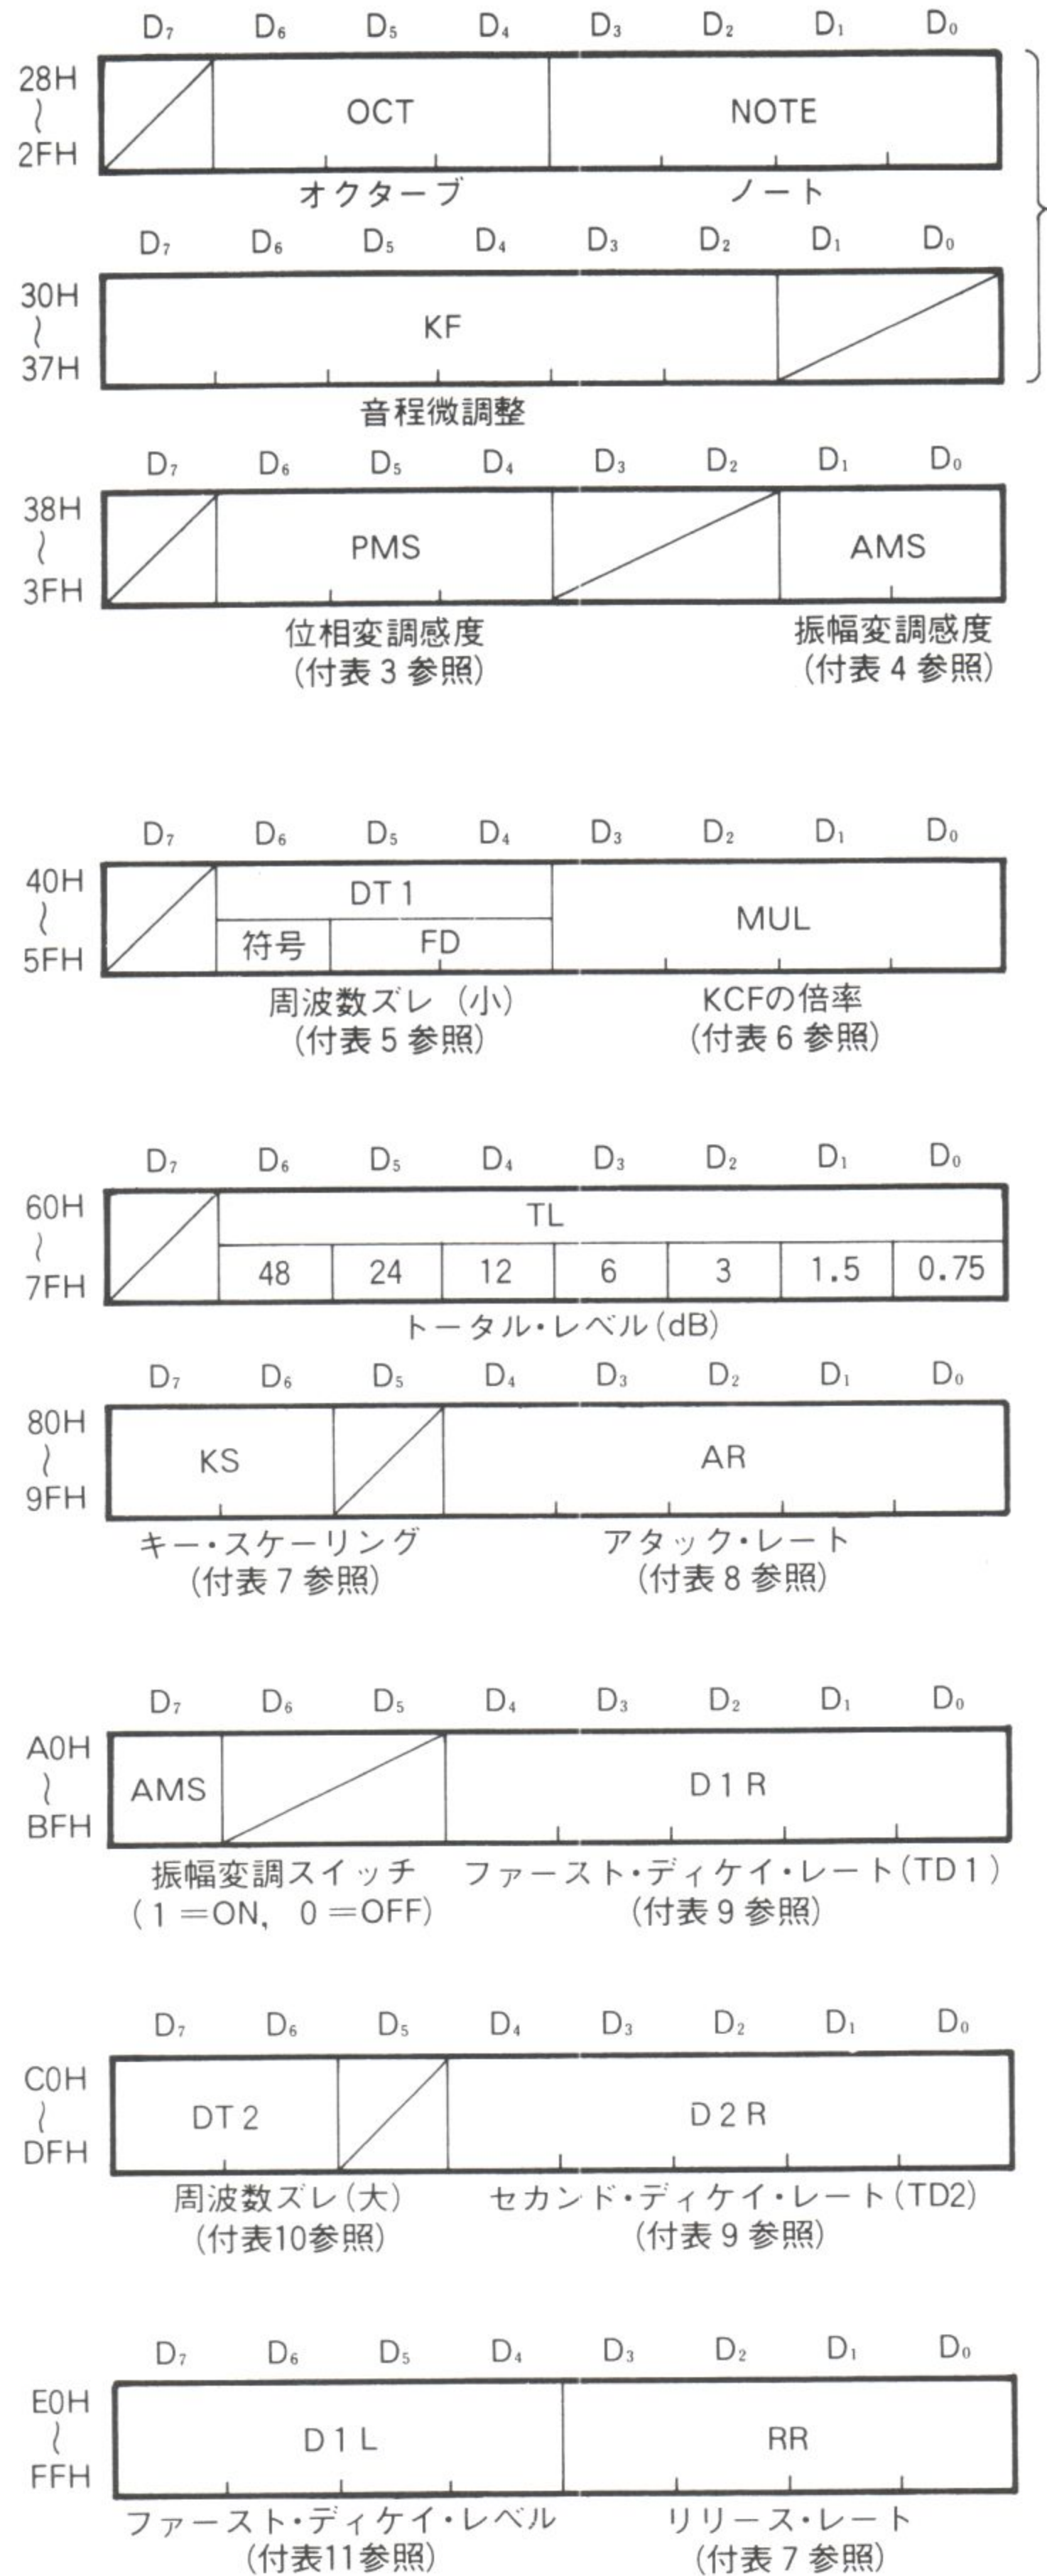 D₇ D₆ D₅ D₄ D₃ D₂ D₁ D₀
28H
〜
2FH
OCT NOTE
オクターブ ノート
D₇ D₆ D₅ D₄ D₃ D₂ D₁ D₀
30H
〜
37H
KF
音程微調整
D₇ D₆ D₅ D₄ D₃ D₂ D₁ D₀
38H
〜
3FH
PMS AMS
位相変調感度 振幅変調感度
(付表3参照) (付表4参照)
D₇ D₆ D₅ D₄ D₃ D₂ D₁ D₀
40H
〜
5FH
DT1 MUL
符号 FD
周波数ズレ(小) KCFの倍率
(付表5参照) (付表6参照)
D₇ D₆ D₅ D₄ D₃ D₂ D₁ D₀
60H
〜
7FH
TL
48 24 12 6 3 1.5 0.75
トータル・レベル(dB)
D₇ D₆ D₅ D₄ D₃ D₂ D₁ D₀
80H
〜
9FH
KS AR
キー・スケーリング アタック・レート
(付表7参照) (付表8参照)
D₇ D₆ D₅ D₄ D₃ D₂ D₁ D₀
A0H
〜
BFH
AMS D1R
振幅変調スイッチ ファースト・ディケイ・レート(TD1)
(1=ON, 0=OFF) (付表9参照)
D₇ D₆ D₅ D₄ D₃ D₂ D₁ D₀
C0H
〜
DFH
DT2 D2R
周波数ズレ(大) セカンド・ディケイ・レート(TD2)
(付表10参照) (付表9参照)
D₇ D₆ D₅ D₄ D₃ D₂ D₁ D₀
E0H
〜
FFH
D1L RR
ファースト・ディケイ・レベル リリース・レート
(付表11参照) (付表7参照)